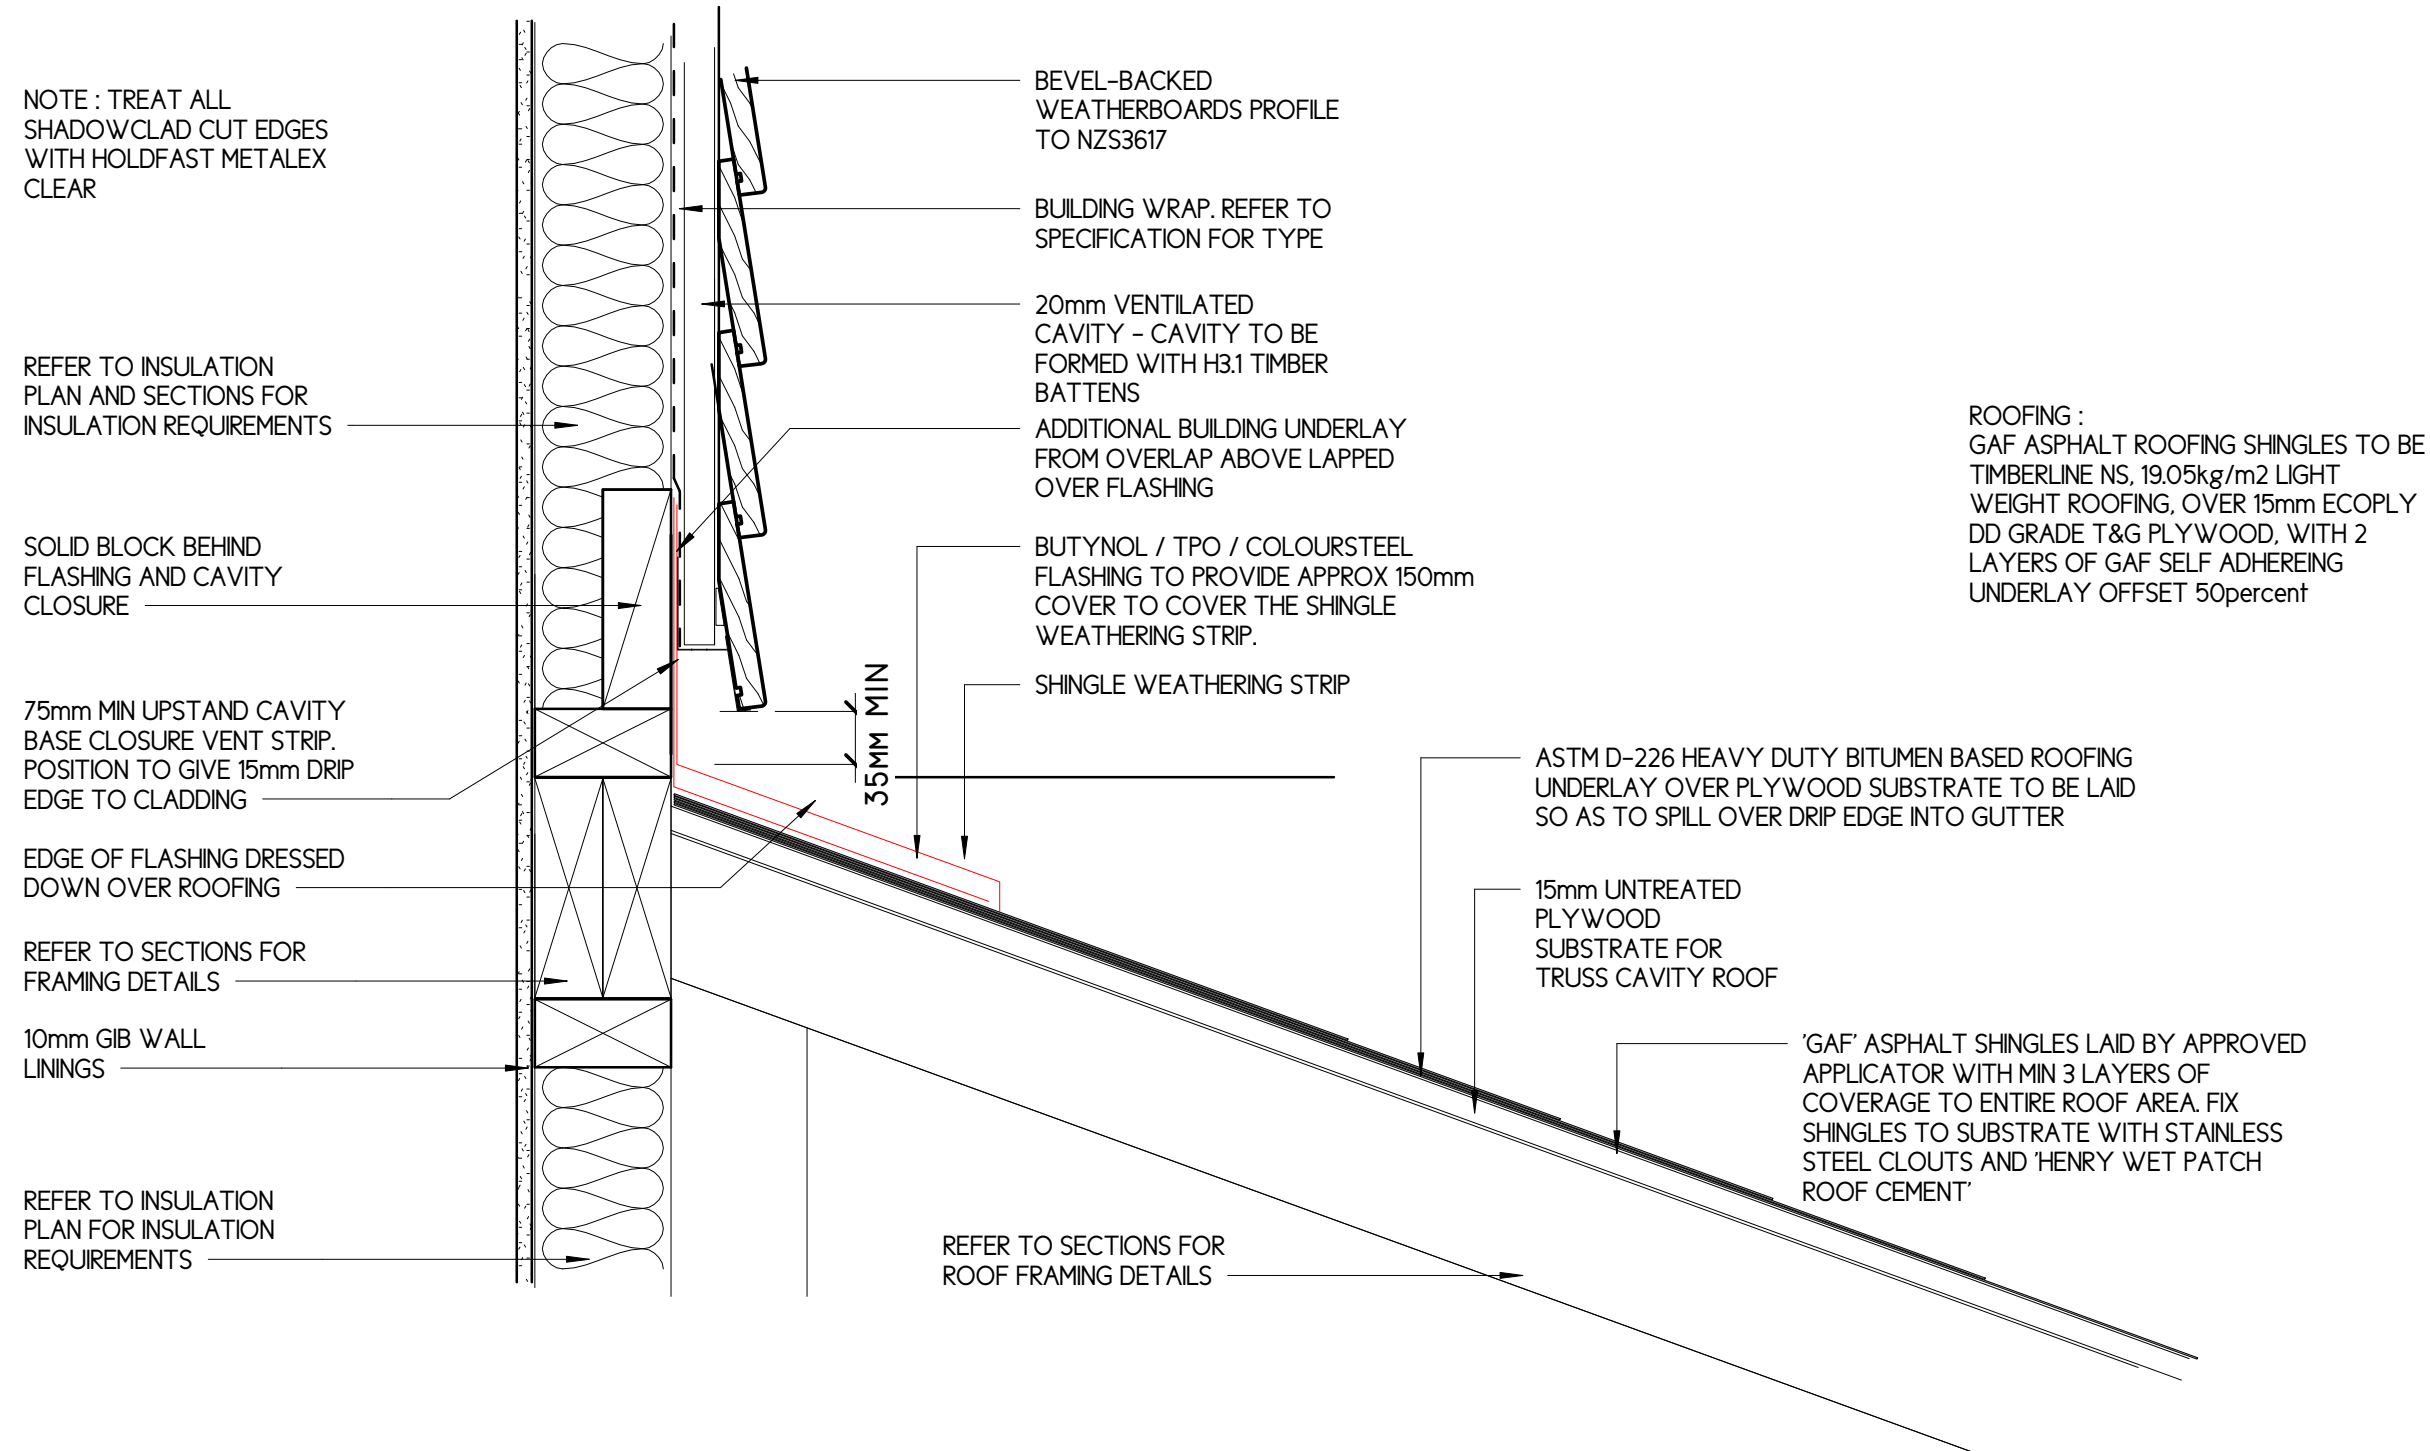 NOTE : TREAT ALL
SHADOWCLAD CUT EDGES
WITH HOLDFAST METALEX
CLEAR
REFER TO INSULATION
PLAN AND SECTIONS FOR
INSULATION REQUIREMENTS
SOLID BLOCK BEHIND
FLASHING AND CAVITY
CLOSURE
75mm MIN UPSTAND CAVITY
BASE CLOSURE VENT STRIP.
POSITION TO GIVE 15mm DRIP
EDGE TO CLADDING
EDGE OF FLASHING DRESSED
DOWN OVER ROOFING
REFER TO SECTIONS FOR
FRAMING DETAILS
10mm GIB WALL
LININGS
REFER TO INSULATION
PLAN FOR INSULATION
REQUIREMENTS
BEVEL-BACKED
WEATHERBOARDS PROFILE
TO NZS3617
BUILDING WRAP. REFER TO
SPECIFICATION FOR TYPE
20mm VENTILATED
CAVITY - CAVITY TO BE
FORMED WITH H3.1 TIMBER
BATTENS
ADDITIONAL BUILDING UNDERLAY
FROM OVERLAP ABOVE LAPPED
OVER FLASHING
BUTYNOL / TPO / COLOURSTEEL
FLASHING TO PROVIDE APPROX 150mm
COVER TO COVER THE SHINGLE
WEATHERING STRIP.
SHINGLE WEATHERING STRIP
35MM MIN
ASTM D-226 HEAVY DUTY BITUMEN BASED ROOFING
UNDERLAY OVER PLYWOOD SUBSTRATE TO BE LAID
SO AS TO SPILL OVER DRIP EDGE INTO GUTTER
15mm UNTREATED
PLYWOOD
SUBSTRATE FOR
TRUSS CAVITY ROOF
'GAF' ASPHALT SHINGLES LAID BY APPROVED
APPLICATOR WITH MIN 3 LAYERS OF
COVERAGE TO ENTIRE ROOF AREA. FIX
SHINGLES TO SUBSTRATE WITH STAINLESS
STEEL CLOUTS AND 'HENRY WET PATCH
ROOF CEMENT'
REFER TO SECTIONS FOR
ROOF FRAMING DETAILS
ROOFING :
GAF ASPHALT ROOFING SHINGLES TO BE
TIMBERLINE NS, 19.05kg/m2 LIGHT
WEIGHT ROOFING, OVER 15mm ECOPLY
DD GRADE T&G PLYWOOD, WITH 2
LAYERS OF GAF SELF ADHEREING
UNDERLAY OFFSET 50percent